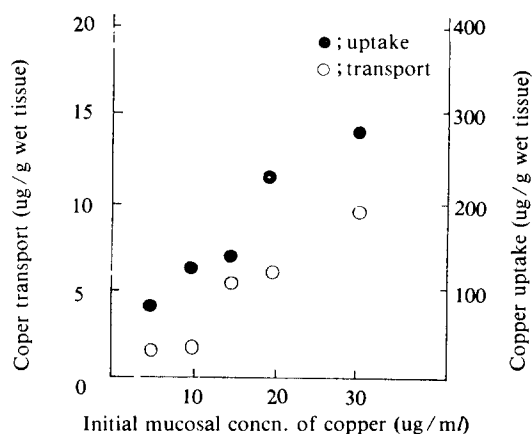 20
15
10
5
0
Coper transport (ug/g wet tissue)
● ; uptake
○ ; transport
400
300
200
100
0
Copper uptake (ug/g wet tissue)
10 20 30
Initial mucosal concn. of copper (ug/ml)